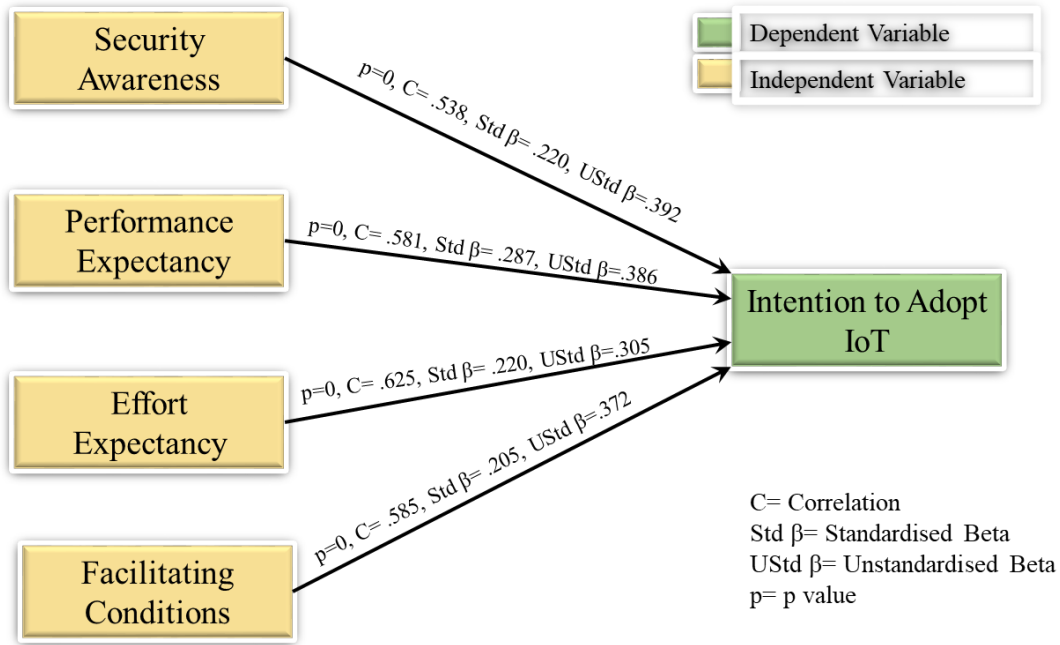 Security
Awareness
Dependent Variable
Independent Variable
p=0, C= .538, Std β= .220, UStd β=.392
Performance
Expectancy
p=0, C= .581, Std β= .287, UStd β=.386
Intention to Adopt
IoT
Effort
Expectancy
p=0, C= .625, Std β= .220, UStd β=.305
Facilitating
Conditions
p=0, C= .585, Std β= .205, UStd β=.372
C= Correlation
Std β= Standardised Beta
UStd β= Unstandardised Beta
p= p value